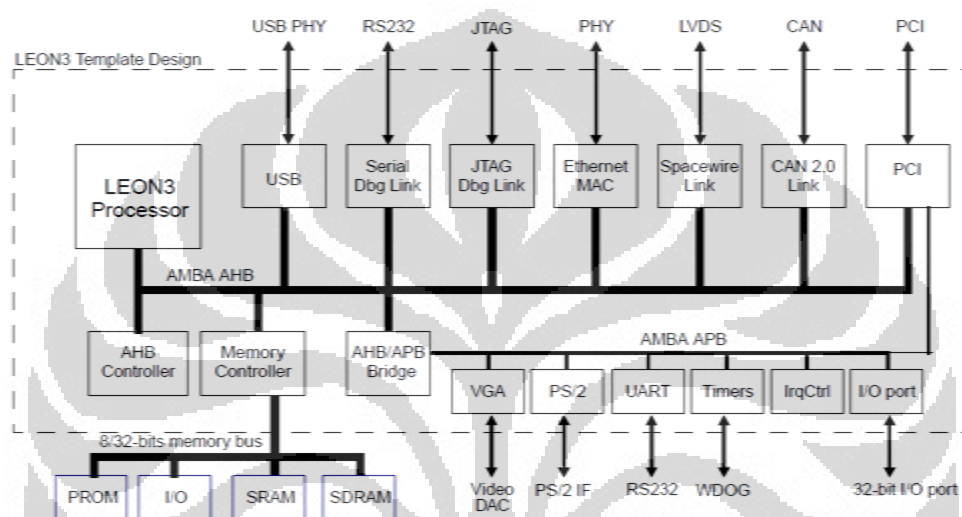 USB PHY RS232 JTAG PHY LVDS CAN PCI
LEON3 Template Design
LEON3
Processor
USB
Serial
Dbg Link
JTAG
Dbg Link
Ethernet
MAC
Spacewire
Link
CAN 2.0
Link
PCI
AMBA AHB
AHB
Controller
Memory
Controller
AHB/APB
Bridge
AMBA APB
VGA
PS/2
UART
Timers
IrqCtrl
I/O port
8/32-bits memory bus
PROM
I/O
SRAM
SDRAM
Video
DAC
PS/2 IF
RS232
WDOG
32-bit I/O port